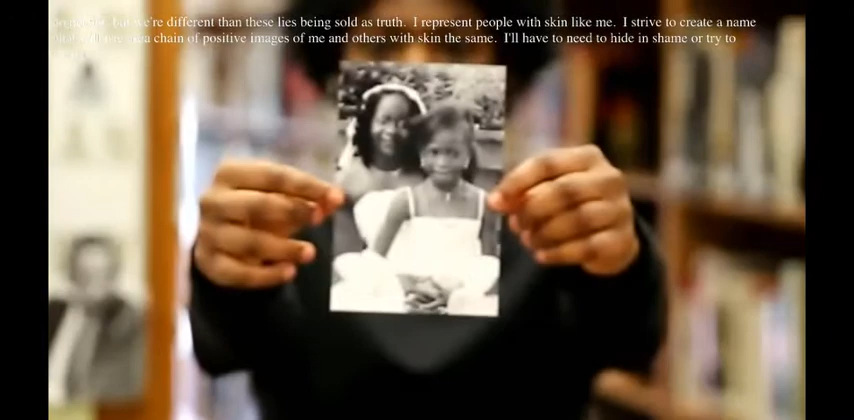 we're different than these lies being sold as truth. I represent people with skin like me. I strive to create a name
a chain of positive images of me and others with skin the same. I'll have to need to hide in shame or try to